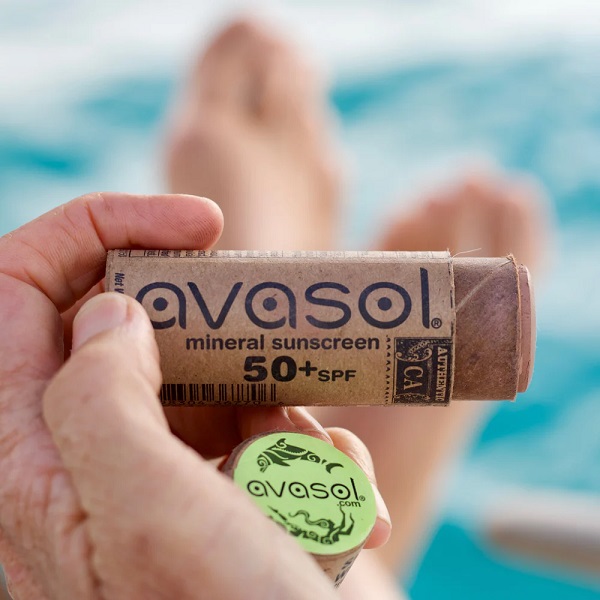 avasol®
mineral sunscreen
50+ SPF
AUTHENTIC
CA
avasol®
.com